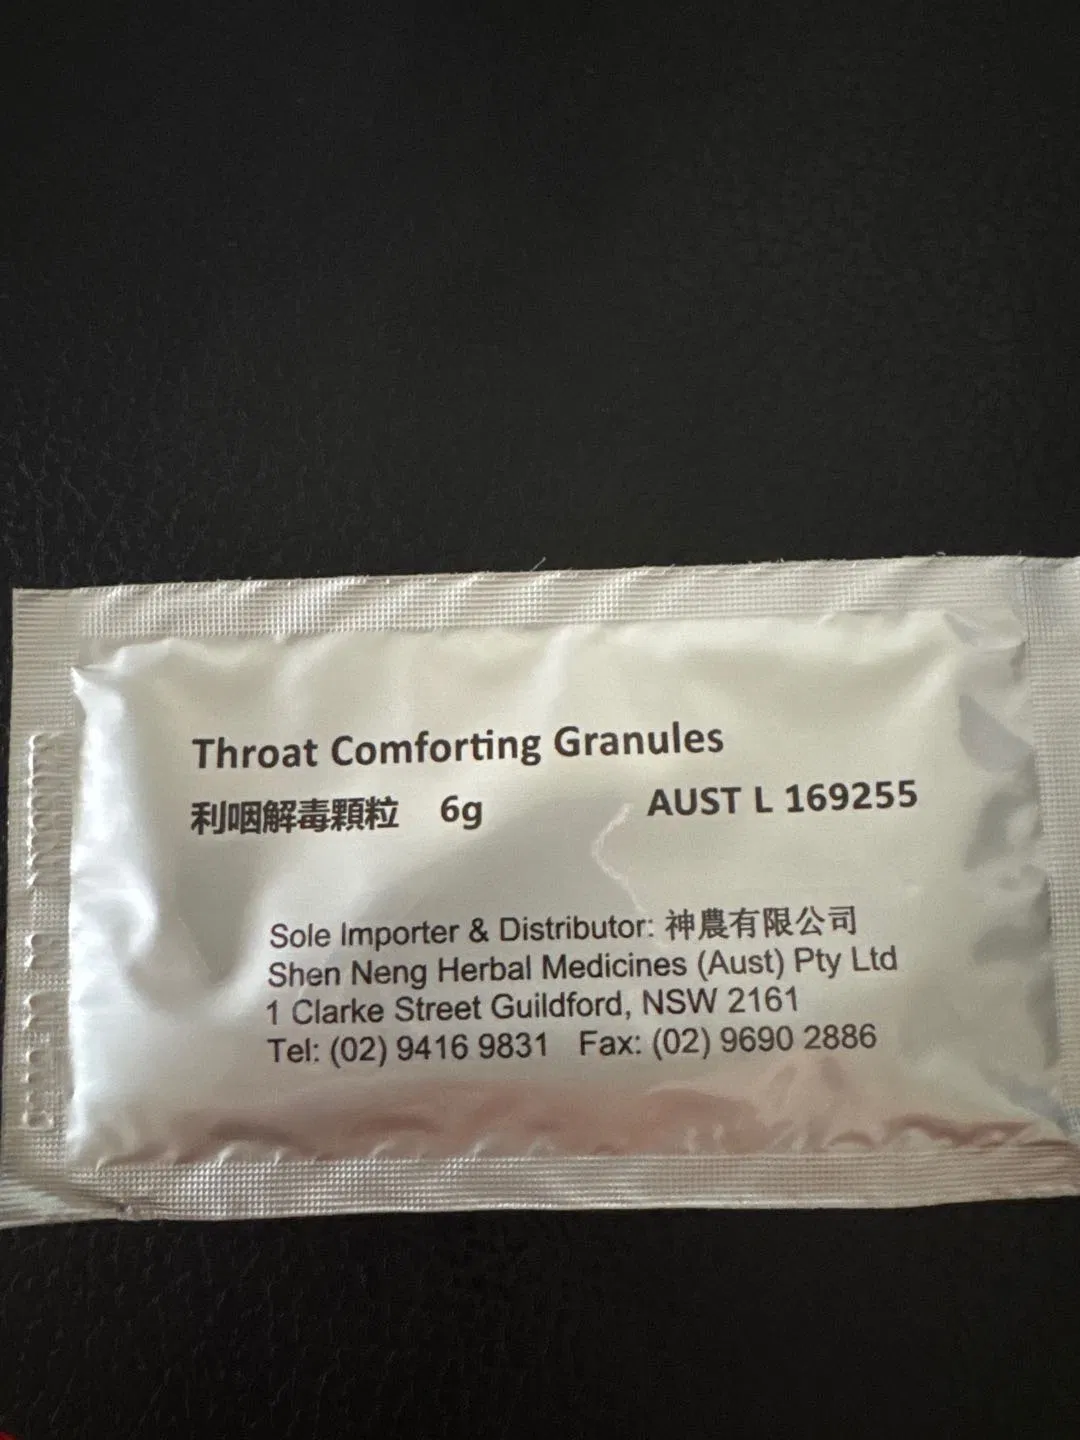 Throat Comforting Granules
利咽解毒顆粒 6g AUST L 169255
Sole Importer & Distributor: 神農有限公司
Shen Neng Herbal Medicines (Aust) Pty Ltd
1 Clarke Street Guildford, NSW 2161
Tel: (02) 9416 9831 Fax: (02) 9690 2886